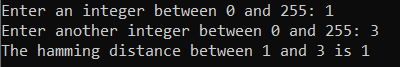 Enter an integer between 0 and 255: 1
Enter another integer between 0 and 255: 3
The hamming distance between 1 and 3 is 1